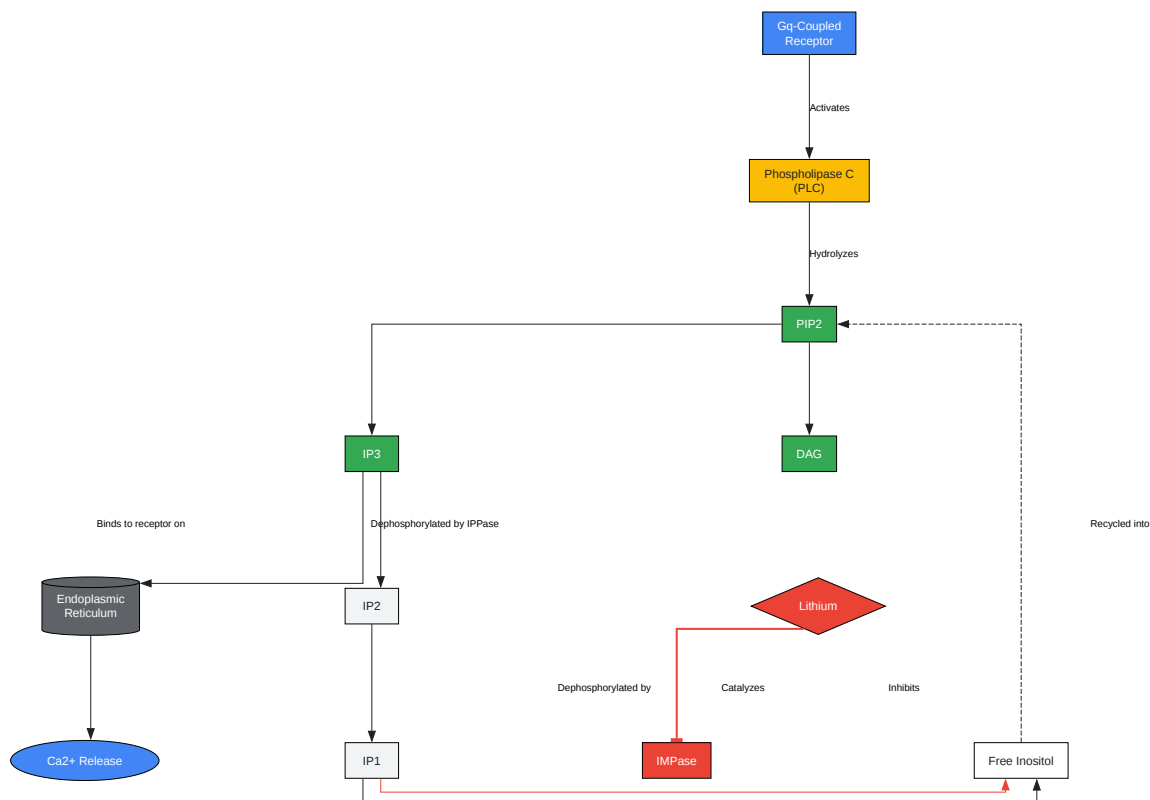 Gq-Coupled
Receptor
Activates
Phospholipase C
(PLC)
Hydrolyzes
PIP2
IP3
DAG
Binds to receptor on
Dephosphorylated by IPPase
Recycled into
Endoplasmic
Reticulum
IP2
Lithium
Dephosphorylated by
Catalyzes
Inhibits
Ca2+ Release
IP1
IMPase
Free Inositol